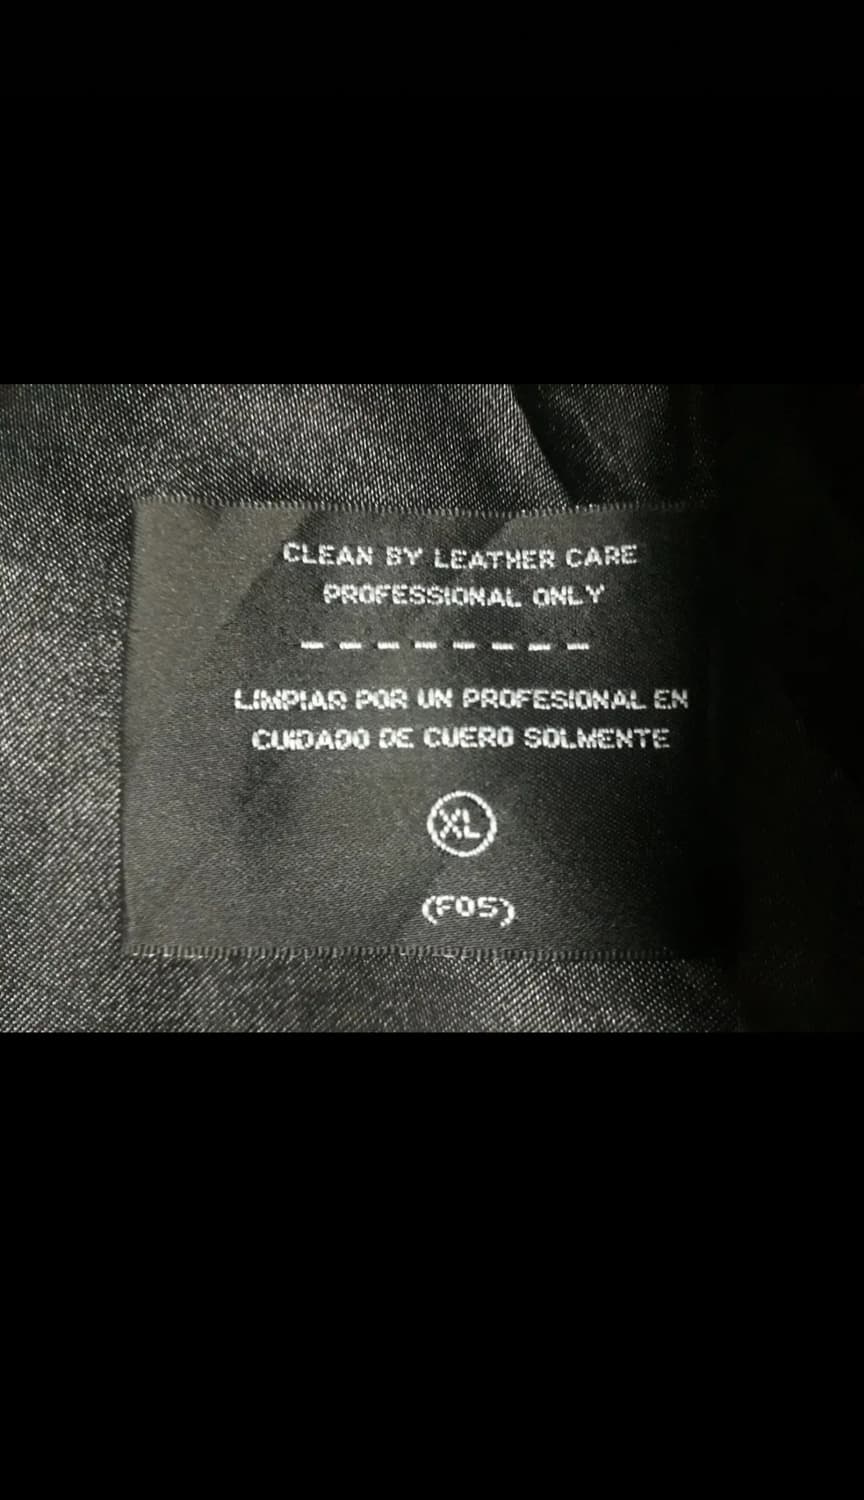 CLEAN BY LEATHER CARE
PROFESSIONAL ONLY
– – – – – – – –
LIMPIAR POR UN PROFESIONAL EN
CUIDADO DE CUERO SOLMENTE
XL
(F05)